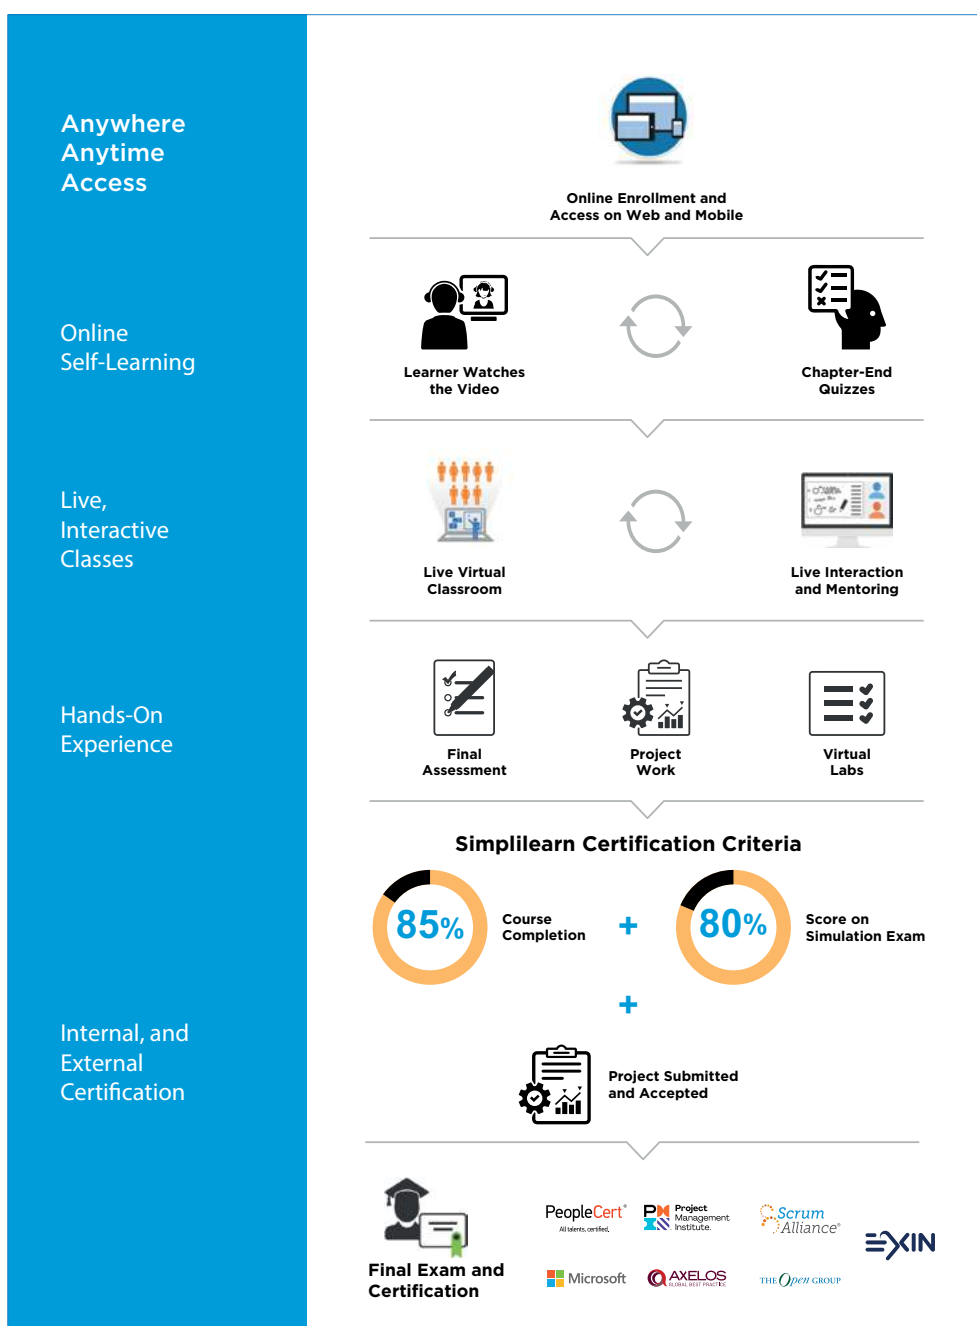 Anywhere
Anytime
Access
Online Enrollment and
Access on Web and Mobile
Online
Self-Learning
Learner Watches
the Video
Chapter-End
Quizzes
Live,
Interactive
Classes
Live Virtual
Classroom
Live Interaction
and Mentoring
Hands-On
Experience
Final
Assessment
Project
Work
Virtual
Labs
Simplilearn Certification Criteria
85%
Course
Completion
+
80%
Score on
Simulation Exam
+
Internal, and
External
Certification
Project Submitted
and Accepted
Final Exam and
Certification
PeopleCert®
All talents, certified.
Project
Management
Institute.
Scrum
Alliance®
EXIN
Microsoft
AXELOS
GLOBAL BEST PRACTICE
THE Open GROUP